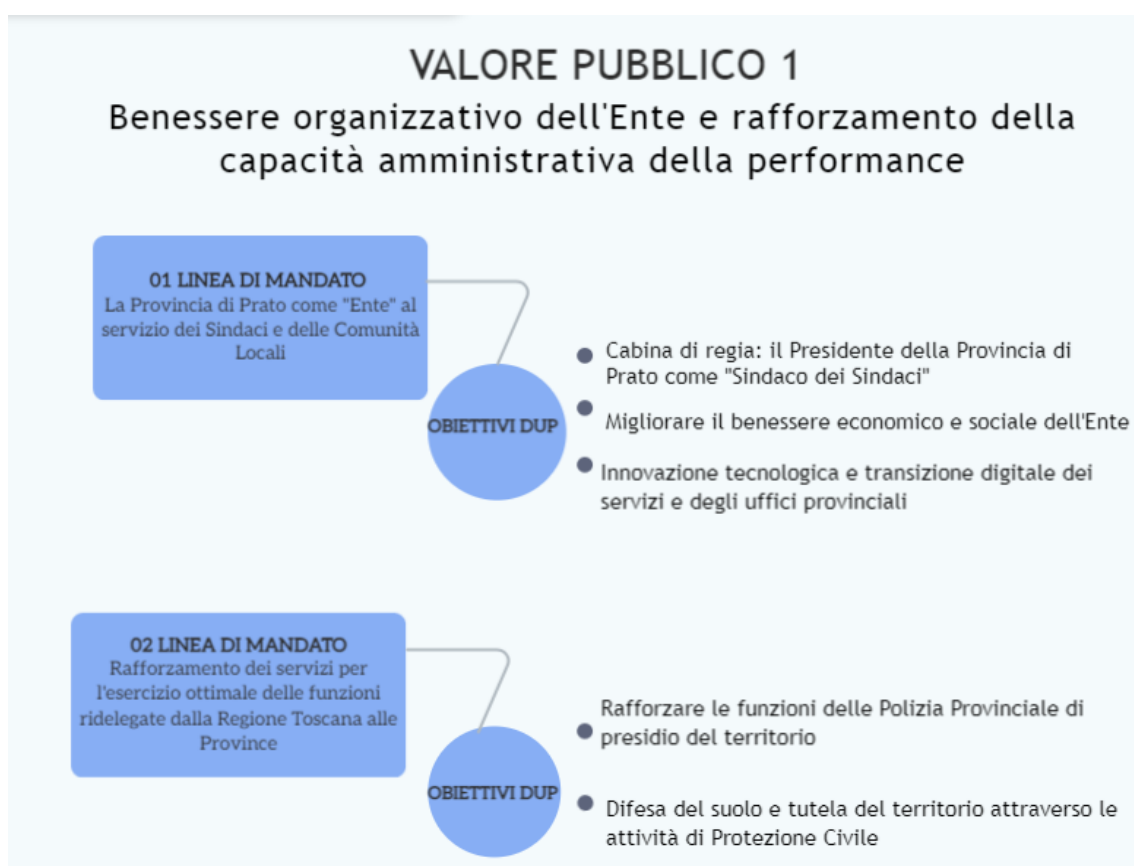 VALORE PUBBLICO 1
Benessere organizzativo dell'Ente e rafforzamento della
capacità amministrativa della performance
01 LINEA DI MANDATO
La Provincia di Prato come "Ente" al
servizio dei Sindaci e delle Comunità
Locali
OBIETTIVI DUP
Cabina di regia: il Presidente della Provincia di
Prato come "Sindaco dei Sindaci"
Migliorare il benessere economico e sociale dell'Ente
Innovazione tecnologica e transizione digitale dei
servizi e degli uffici provinciali
02 LINEA DI MANDATO
Rafforzamento dei servizi per
l'esercizio ottimale delle funzioni
ridelegate dalla Regione Toscana alle
Province
OBIETTIVI DUP
Rafforzare le funzioni delle Polizia Provinciale di
presidio del territorio
Difesa del suolo e tutela del territorio attraverso le
attività di Protezione Civile